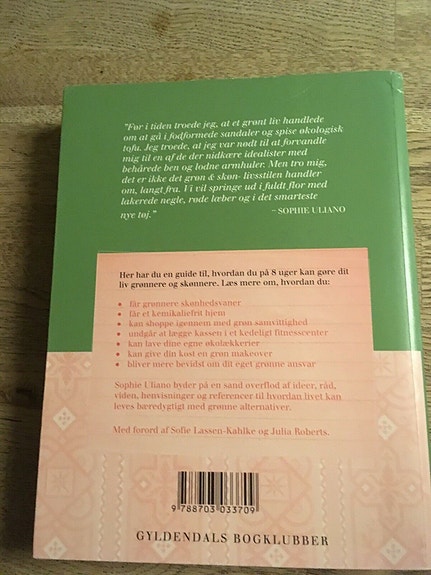 "Før i tiden troede jeg, at et grønt liv handlede
om at gå i fodformede sandaler og spise økologisk
tofu. Jeg troede, at jeg var nødt til at forvandle
mig til en af de der nidkære idealister med
behårede ben og lodne armhuler. Men tro mig,
det er ikke det grøn & skøn- livsstilen handler
om, langt fra. Vi vil springe ud i fuldt flor med
lakerede negle, røde læber og i det smarteste
nye tøj."
– SOPHIE ULIANO
Her har du en guide til, hvordan du på 8 uger kan gøre dit
liv grønnere og skønnere. Læs mere om, hvordan du:
• får grønnere skønhedsvaner
• får et kemikaliefrit hjem
• kan shoppe igennem med grøn samvittighed
• undgår at lægge kassen i et kedeligt fitnesscenter
• kan lave dine egne økolækkerier
• kan give din kost en grøn makeover
• bliver mere bevidst om dit eget grønne ansvar
Sophie Uliano byder på en sand overflod af ideer, råd,
viden, henvisninger og referencer til hvordan livet kan
leves bæredygtigt med grønne alternativer.
Med forord af Sofie Lassen-Kahlke og Julia Roberts.
9 788703 033709
GYLDENDALS BOGKLUBBER